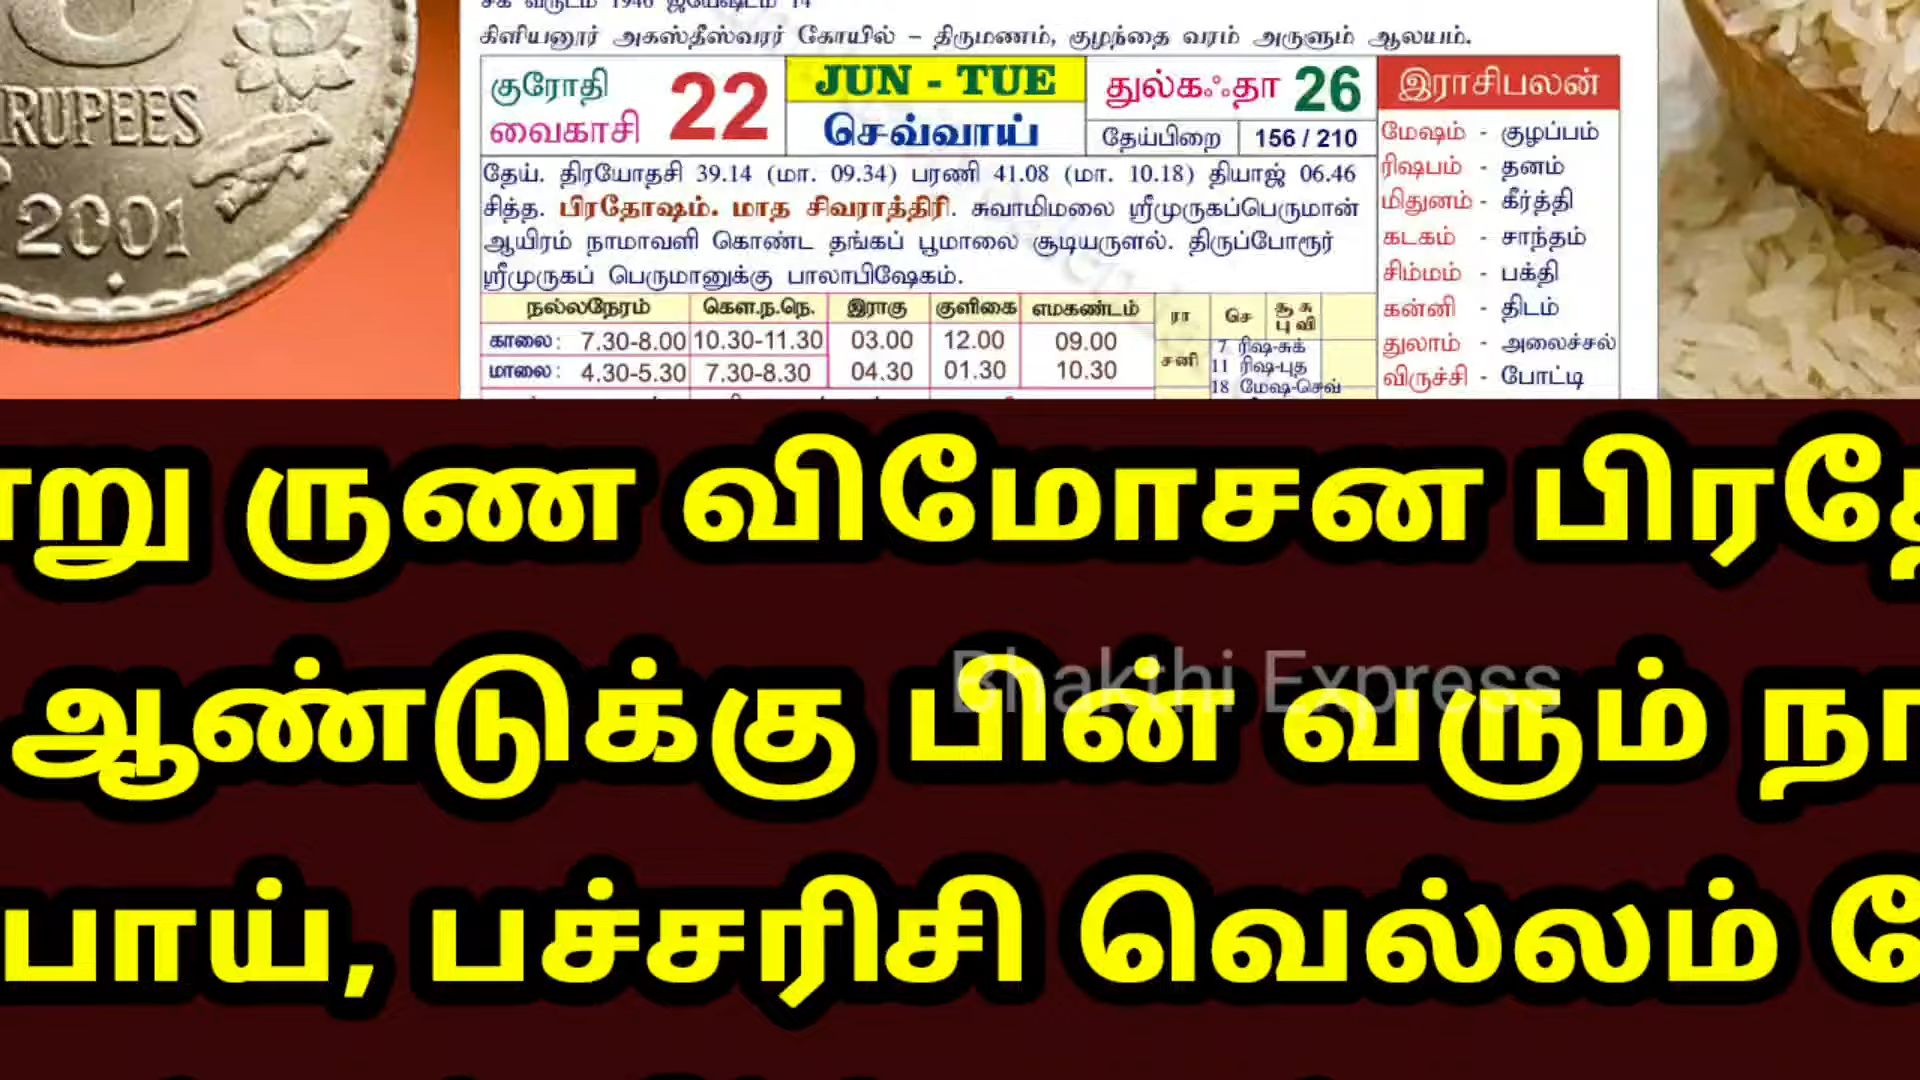 RUPEES
2001
கிளியனூர் அகஸ்தீஸ்வரர் கோயில் – திருமணம், குழந்தை வரம் அருளும் ஆலயம்.
குரோதி
வைகாசி 22
JUN - TUE
செவ்வாய்
துல்கஃதா 26
தேய்பிறை 156 / 210
தேய். திரயோதசி 39.14 (மா. 09.34) பரணி 41.08 (மா. 10.18) தியாஜ் 06.46
சித்த. பிரதோஷம். மாத சிவராத்திரி. சுவாமிமலை ஸ்ரீமுருகப்பெருமான்
ஆயிரம் நாமாவளி கொண்ட தங்கப் பூமாலை சூடியருளல். திருப்போரூர்
ஸ்ரீமுருகப் பெருமானுக்கு பாலாபிஷேகம்.
நல்லநேரம் கௌ.ந.நெ. இராகு குளிகை எமகண்டம்
காலை: 7.30-8.00 10.30-11.30 03.00 12.00 09.00
மாலை: 4.30-5.30 7.30-8.30 04.30 01.30 10.30
ரா செ சூ சு
பு வி
சனி
7 ரிஷ-சுக்
11 ரிஷ-புத
18 மேஷ-செவ்
இராசிபலன்
மேஷம் - குழப்பம்
ரிஷபம் - தனம்
மிதுனம் - கீர்த்தி
கடகம் - சாந்தம்
சிம்மம் - பக்தி
கன்னி - திடம்
துலாம் - அலைச்சல்
விருச்சி - போட்டி
ருண விமோசன பிரதே
ஆண்டுக்கு பின் வரும் நா
Bhakthi Express
பாய், பச்சரிசி வெல்லம்